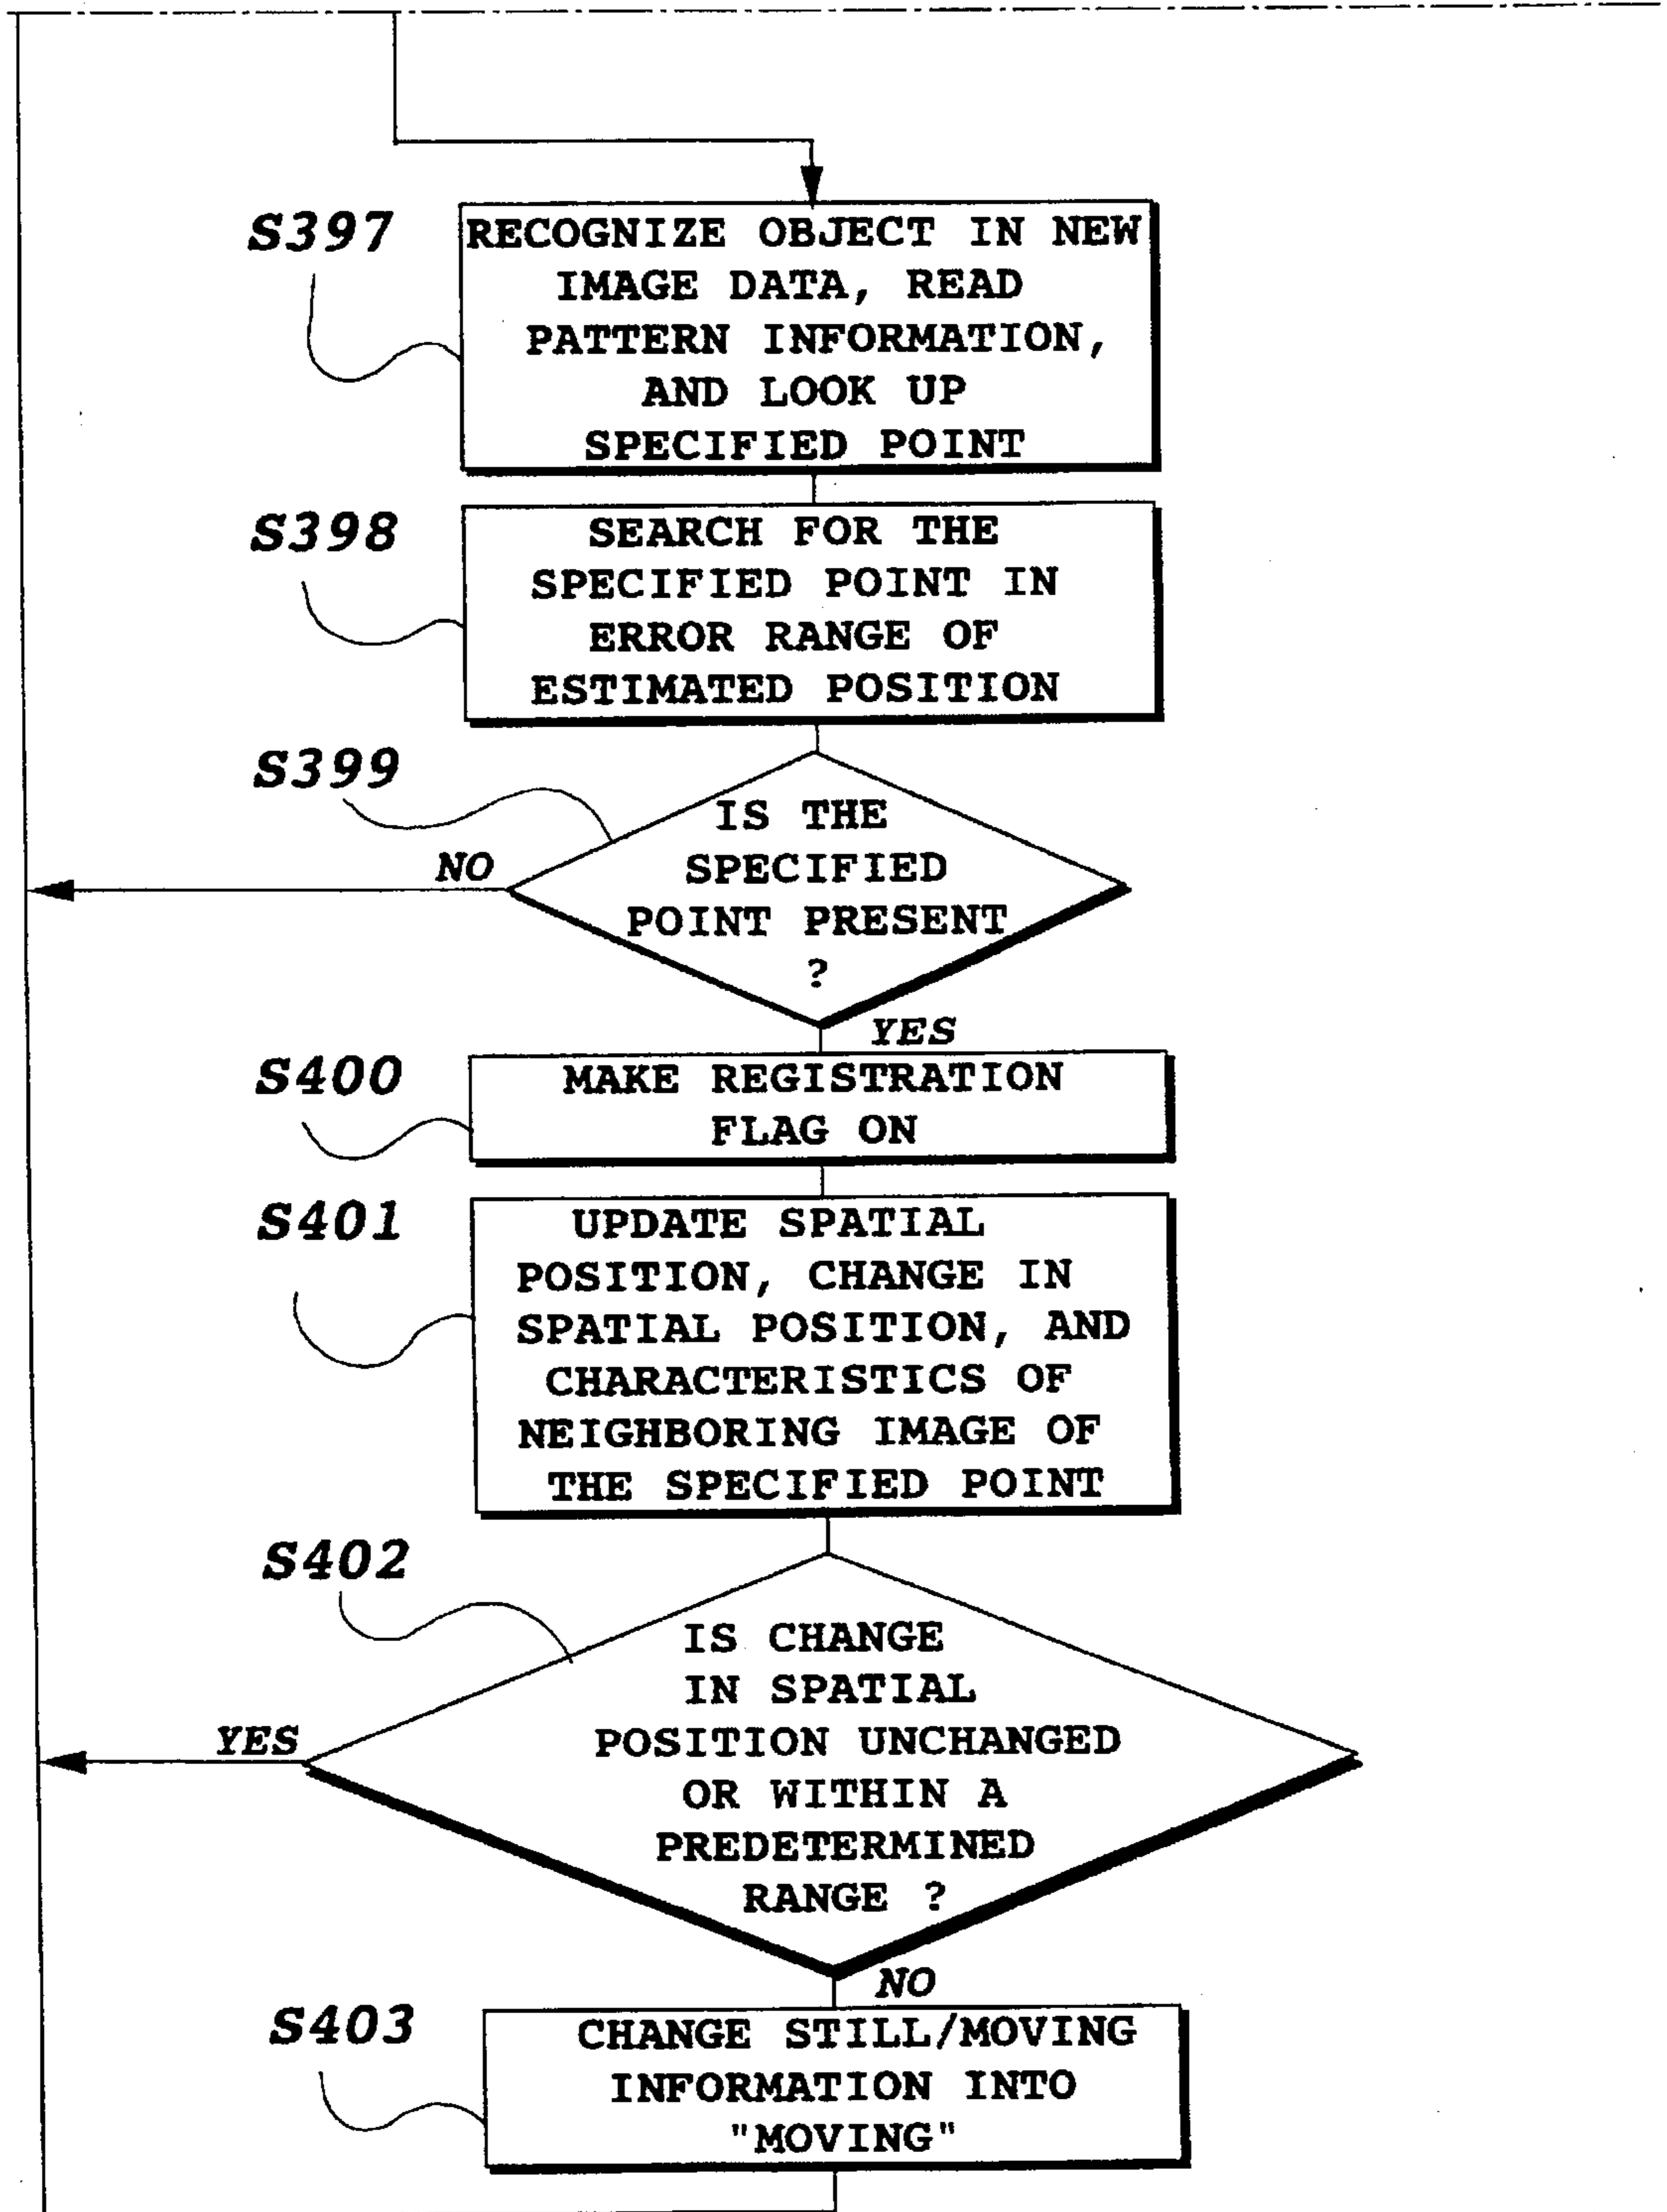 S397
RECOGNIZE OBJECT IN NEW
IMAGE DATA, READ
PATTERN INFORMATION,
AND LOOK UP
SPECIFIED POINT
S398
SEARCH FOR THE
SPECIFIED POINT IN
ERROR RANGE OF
ESTIMATED POSITION
S399
IS THE
SPECIFIED
POINT PRESENT
?
NO
YES
S400
MAKE REGISTRATION
FLAG ON
S401
UPDATE SPATIAL
POSITION, CHANGE IN
SPATIAL POSITION, AND
CHARACTERISTICS OF
NEIGHBORING IMAGE OF
THE SPECIFIED POINT
S402
IS CHANGE
IN SPATIAL
POSITION UNCHANGED
OR WITHIN A
PREDETERMINED
RANGE ?
YES
NO
S403
CHANGE STILL/MOVING
INFORMATION INTO
"MOVING"